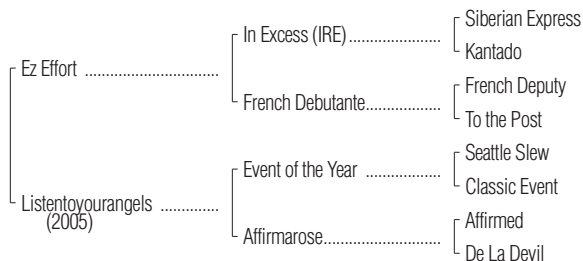 Siberian Express
In Excess (IRE)
Kantado
Ez Effort
French Deputy
French Debutante
To the Post
Seattle Slew
Event of the Year
Classic Event
Listentoyourangels
(2005)
Affirmed
Affirmarose
De La Devil